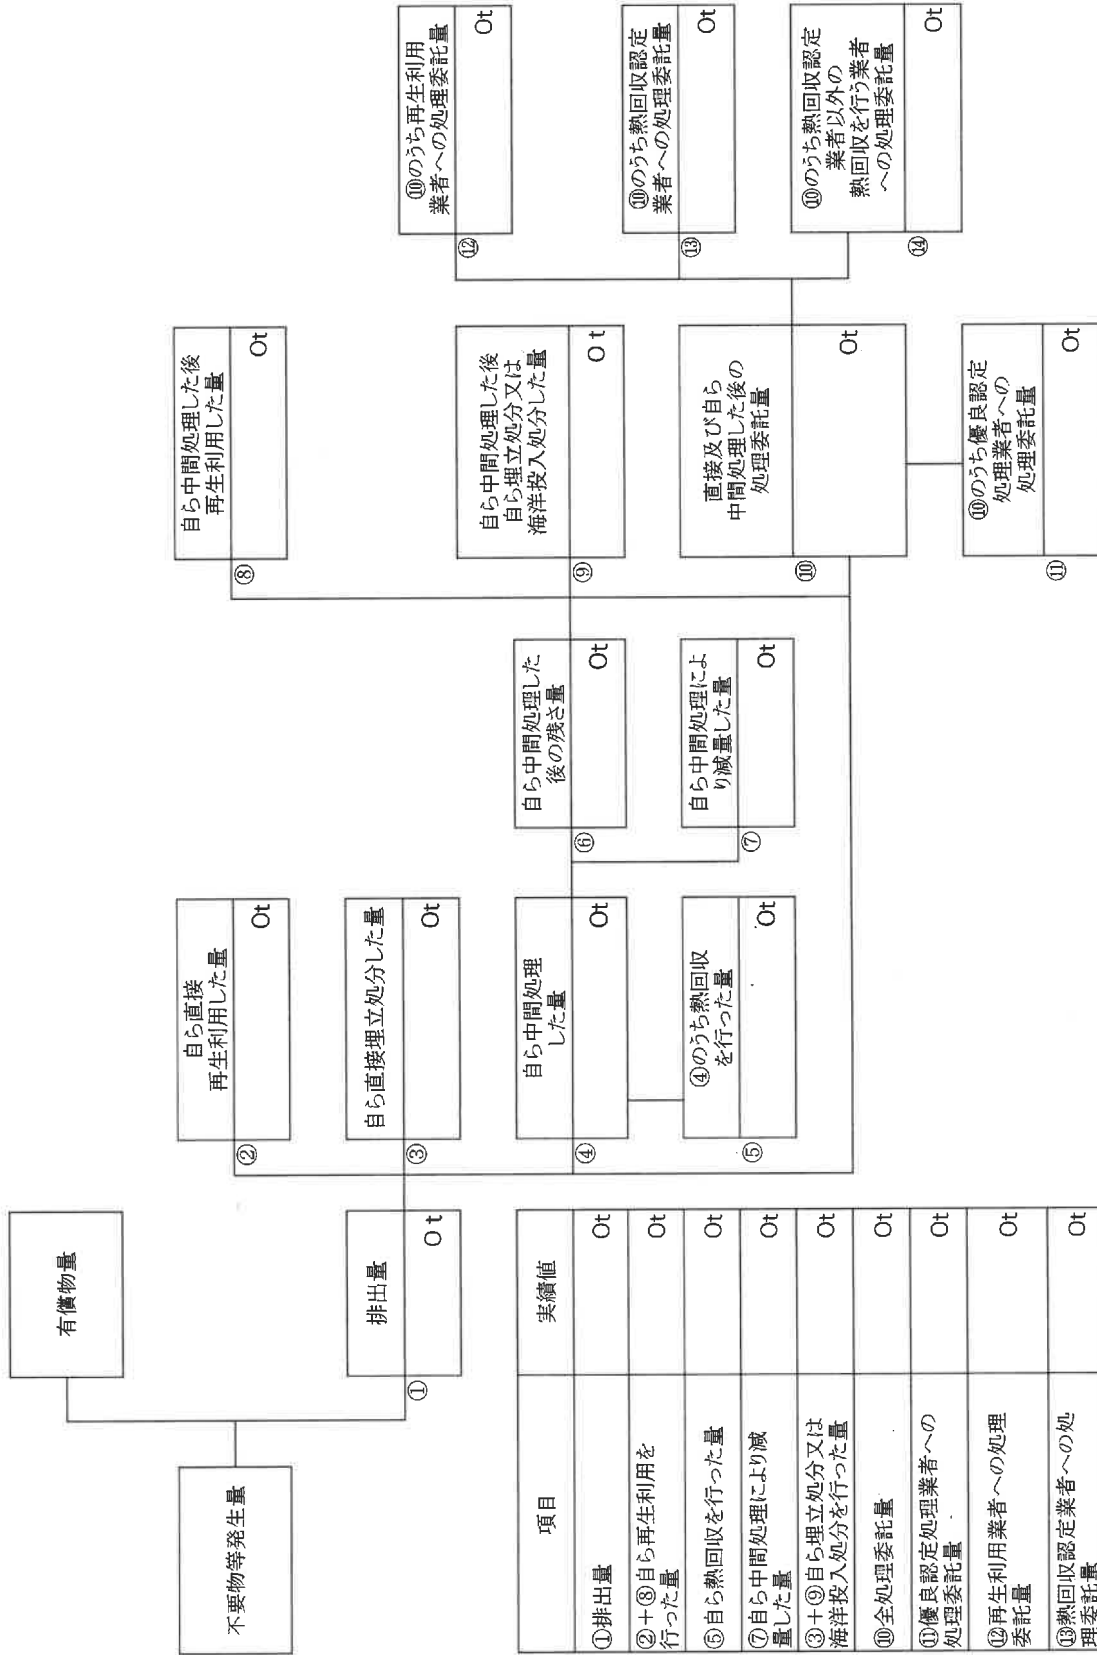 不要物等発生量
有償物量
排出量
①
0 t
自ら直接
再生利用した量
②
0t
自ら直接埋立処分した量
③
0t
自ら中間処理
した量
④
0t
④のうち熱回収
を行った量
⑤
0t
自ら中間処理した
後の残さ量
⑥
0t
自ら中間処理によ
り減量した量
⑦
0t
自ら中間処理した後
再生利用した量
⑧
0t
自ら中間処理した後
自ら埋立処分又は
海洋投入処分した量
⑨
0 t
直接及び自ら
中間処理した後の
処理委託量
⑩
0t
⑩のうち優良認定
処理業者への
処理委託量
⑪
0t
⑩のうち再生利用
業者への処理委託量
⑫
0t
⑩のうち熱回収認定
業者への処理委託量
⑬
0t
⑩のうち熱回収認定
業者以外の
熱回収を行う業者
への処理委託量
⑭
0t
項目
実績値
①排出量
0t
②+⑧自ら再生利用を
行った量
0t
⑤自ら熱回収を行った量
0t
⑦自ら中間処理により減
量した量
0t
③+⑨自ら埋立処分又は
海洋投入処分を行った量
0t
⑩全処理委託量
0t
⑪優良認定処理業者への
処理委託量
0t
⑫再生利用業者への処理
委託量
0t
⑬熱回収認定業者への処
理委託量
0t